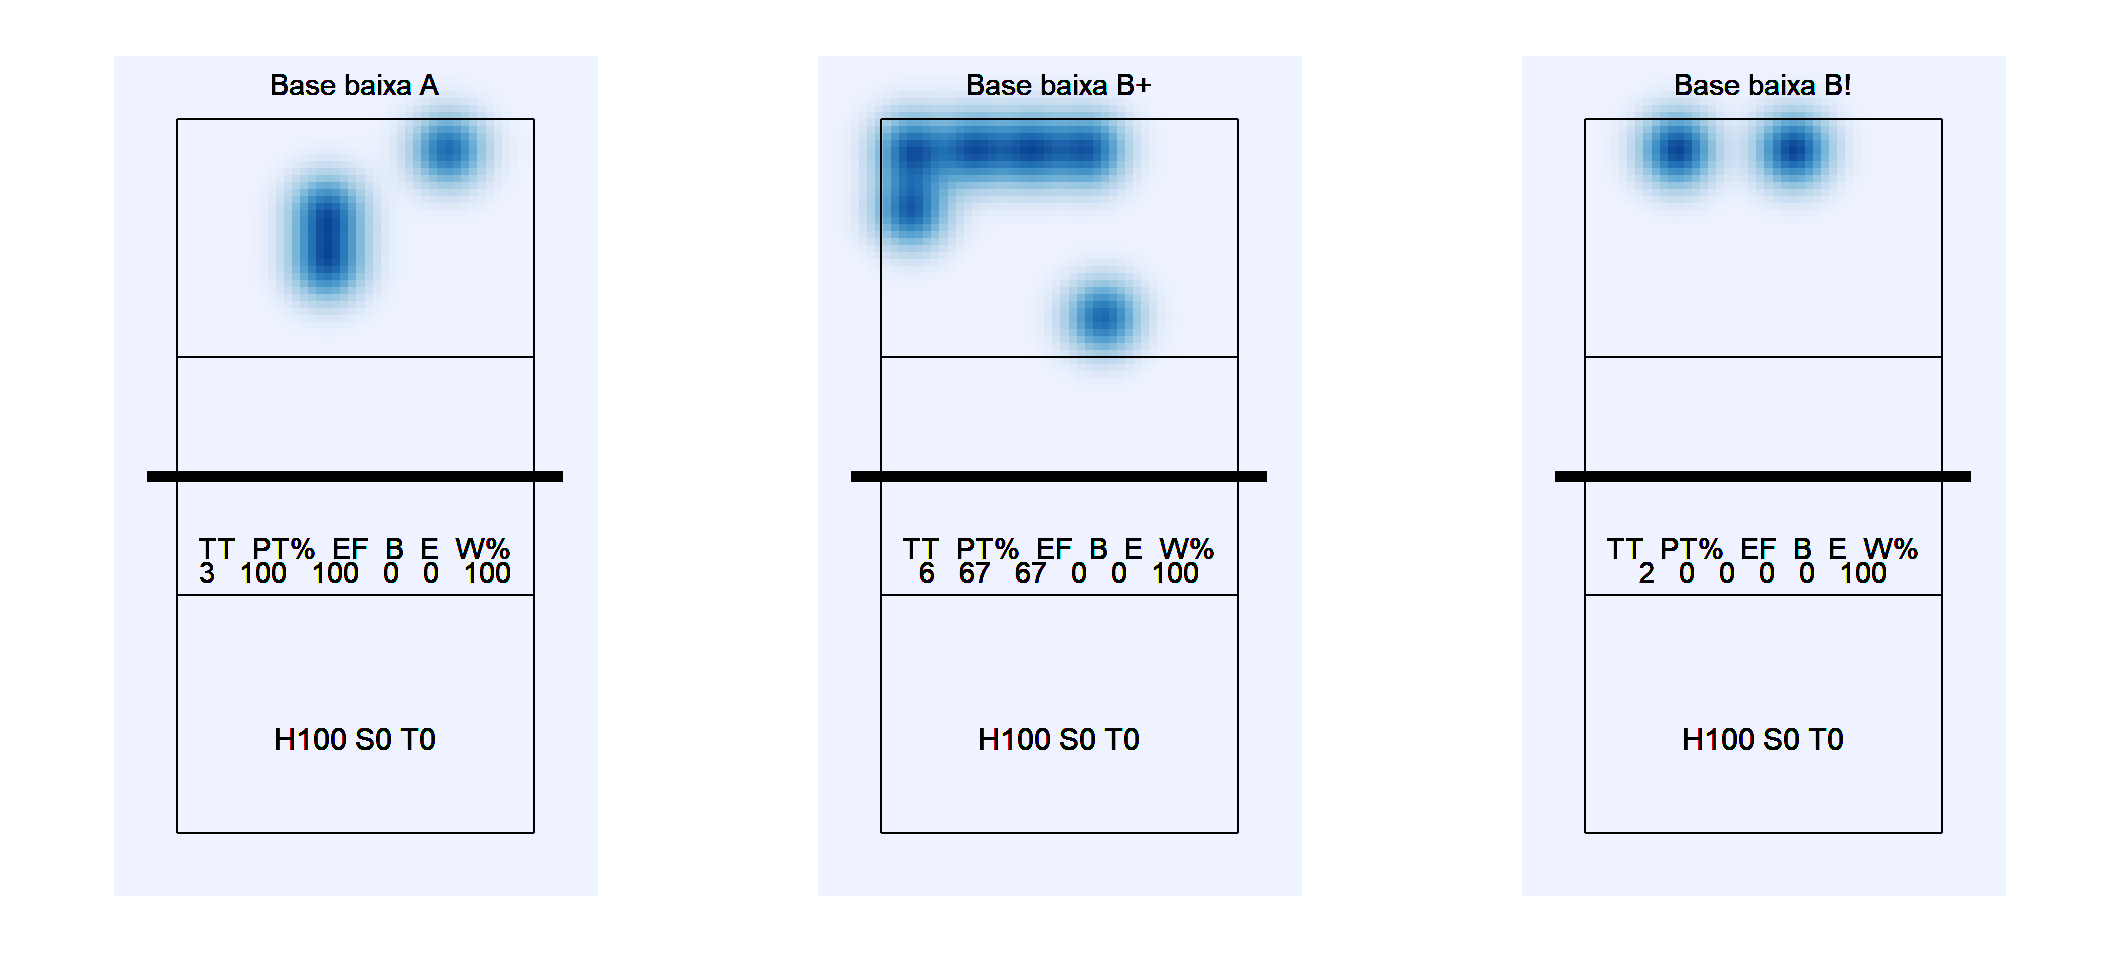 Base baixa A
TT PT% EF B E W%
3 100 100 0 0 100
H100 S0 T0
Base baixa B+
TT PT% EF B E W%
6 67 67 0 0 100
H100 S0 T0
Base baixa B!
TT PT% EF B E W%
2 0 0 0 0 100
H100 S0 T0